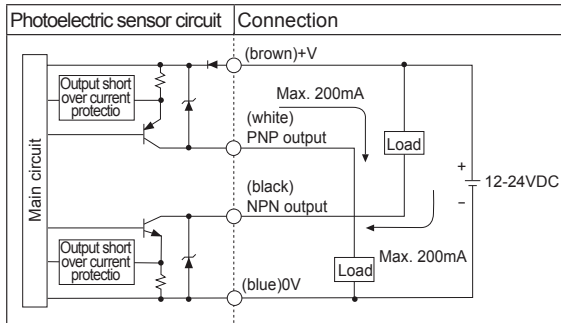 Photoelectric sensor circuit
Connection
(brown)+V
Output short
over current
protectio
Max. 200mA
(white)
PNP output
Load
Main circuit
+
12-24VDC
−
(black)
NPN output
Output short
over current
protectio
Max. 200mA
Load
(blue)0V